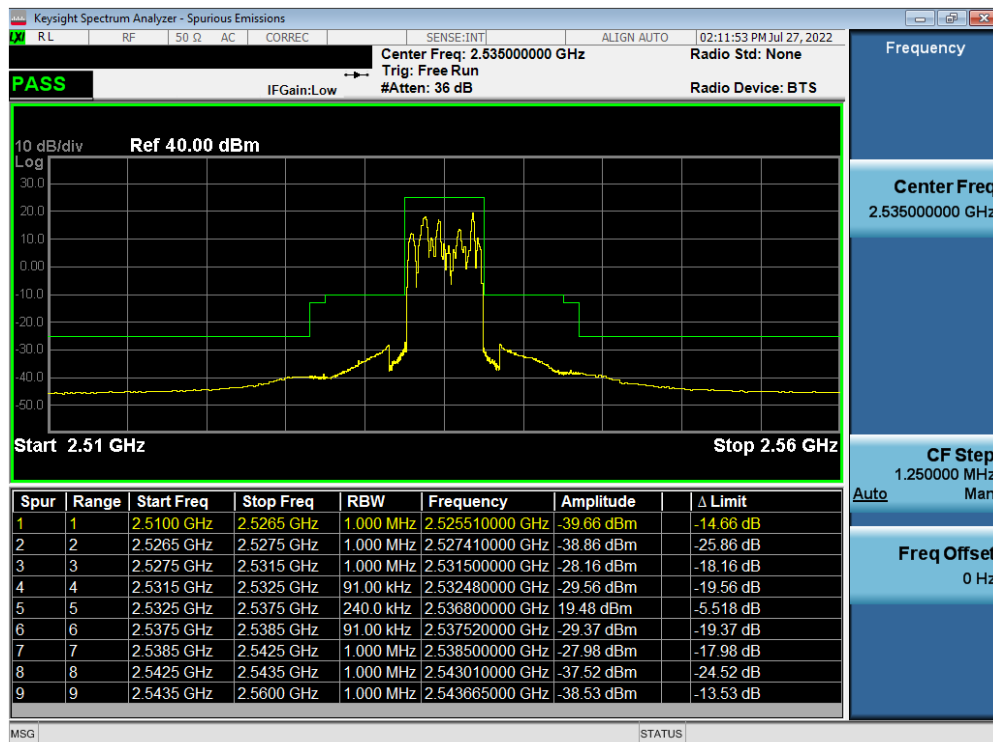 Keysight Spectrum Analyzer - Spurious Emissions
LXI RL RF 50 Ω AC CORREC SENSE:INT ALIGN AUTO 02:11:53 PM Jul 27, 2022
Center Freq: 2.535000000 GHz Radio Std: None
Trig: Free Run
PASS IFGain:Low #Atten: 36 dB Radio Device: BTS
10 dB/div Ref 40.00 dBm
Log
30.0
20.0
10.0
0.00
-10.0
-20.0
-30.0
-40.0
-50.0
Start 2.51 GHz Stop 2.56 GHz
Spur Range Start Freq Stop Freq RBW Frequency Amplitude Δ Limit
1 1 2.5100 GHz 2.5265 GHz 1.000 MHz 2.525510000 GHz -39.66 dBm -14.66 dB
2 2 2.5265 GHz 2.5275 GHz 1.000 MHz 2.527410000 GHz -38.86 dBm -25.86 dB
3 3 2.5275 GHz 2.5315 GHz 1.000 MHz 2.531500000 GHz -28.16 dBm -18.16 dB
4 4 2.5315 GHz 2.5325 GHz 91.00 kHz 2.532480000 GHz -29.56 dBm -19.56 dB
5 5 2.5325 GHz 2.5375 GHz 240.0 kHz 2.536800000 GHz 19.48 dBm -5.518 dB
6 6 2.5375 GHz 2.5385 GHz 91.00 kHz 2.537520000 GHz -29.37 dBm -19.37 dB
7 7 2.5385 GHz 2.5425 GHz 1.000 MHz 2.538500000 GHz -27.98 dBm -17.98 dB
8 8 2.5425 GHz 2.5435 GHz 1.000 MHz 2.543010000 GHz -37.52 dBm -24.52 dB
9 9 2.5435 GHz 2.5600 GHz 1.000 MHz 2.543665000 GHz -38.53 dBm -13.53 dB
MSG STATUS
Frequency
Center Freq
2.535000000 GHz
CF Step
1.250000 MHz
Auto Man
Freq Offset
0 Hz